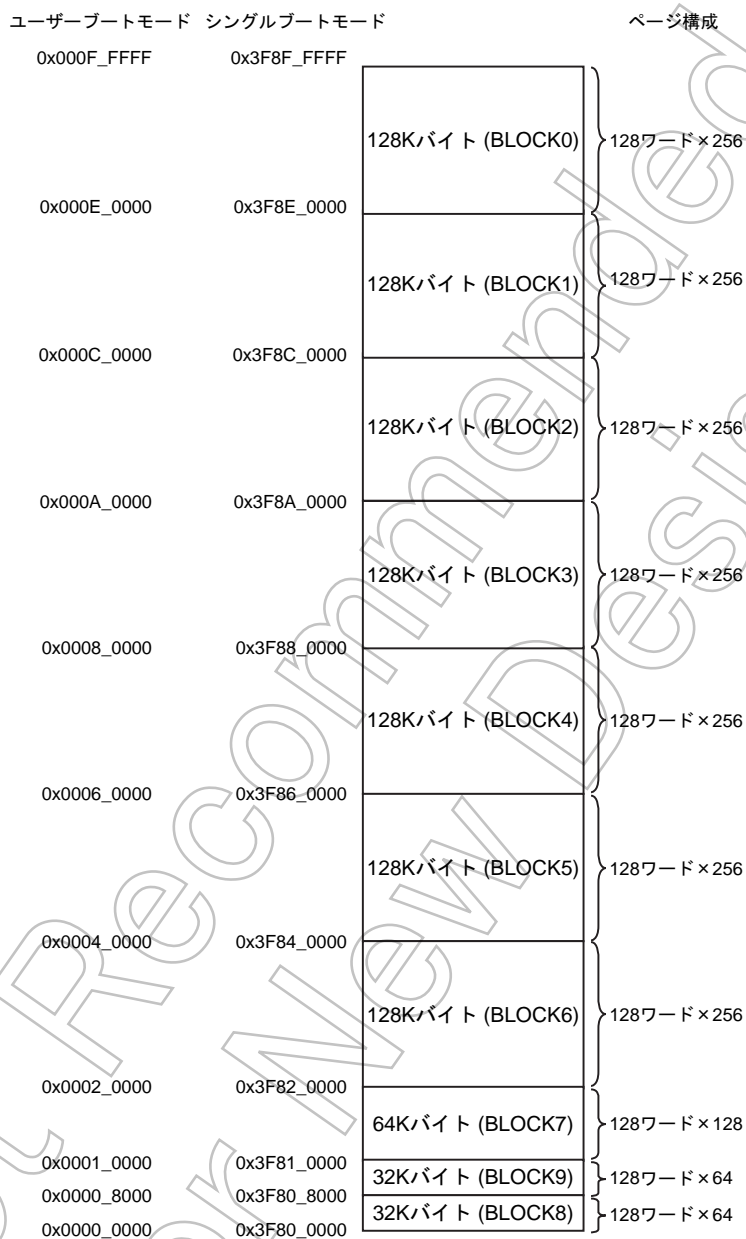 ユーザーブートモード シングルブートモード ページ構成
0x000F_FFFF 0x3F8F_FFFF
128Kバイト (BLOCK0) 128ワード×256
0x000E_0000 0x3F8E_0000
128Kバイト (BLOCK1) 128ワード×256
0x000C_0000 0x3F8C_0000
128Kバイト (BLOCK2) 128ワード×256
0x000A_0000 0x3F8A_0000
128Kバイト (BLOCK3) 128ワード×256
0x0008_0000 0x3F88_0000
128Kバイト (BLOCK4) 128ワード×256
0x0006_0000 0x3F86_0000
128Kバイト (BLOCK5) 128ワード×256
0x0004_0000 0x3F84_0000
128Kバイト (BLOCK6) 128ワード×256
0x0002_0000 0x3F82_0000
64Kバイト (BLOCK7) 128ワード×128
0x0001_0000 0x3F81_0000
32Kバイト (BLOCK9) 128ワード×64
0x0000_8000 0x3F80_8000
32Kバイト (BLOCK8) 128ワード×64
0x0000_0000 0x3F80_0000
Recommended
New Desi